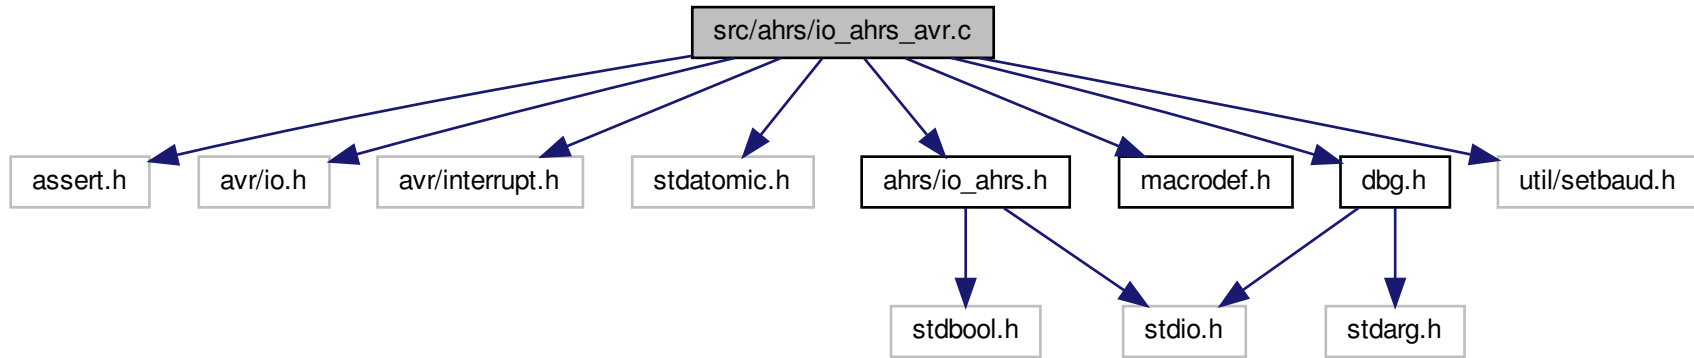 src/ahrs/io_ahrs_avr.c
assert.h
avr/io.h
avr/interrupt.h
stdatomic.h
ahrs/io_ahrs.h
macrodef.h
dbg.h
util/setbaud.h
stdbool.h
stdio.h
stdarg.h